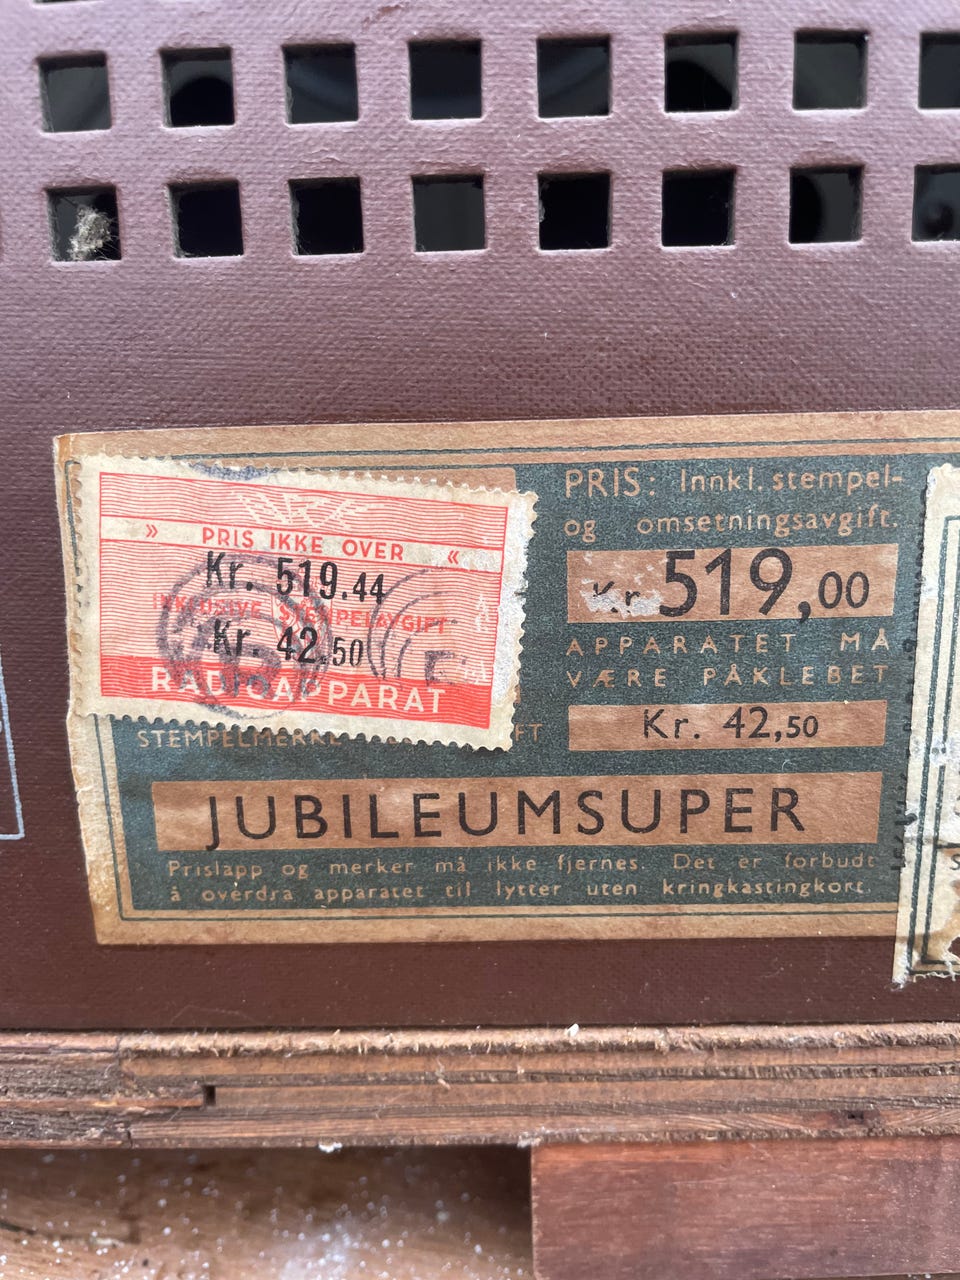 NRK
» PRIS IKKE OVER «
Kr. 519.44
INKLUSIVE STEMPELAVGIFT
Kr. 42.50
RADIOAPPARAT
STEMPELMERKE
PRIS: Innkl. stempel-
og omsetningsavgift.
Kr 519,00
APPARATET MÅ
VÆRE PÅKLEBET
Kr. 42,50
JUBILEUMSUPER
Prislapp og merker må ikke fjernes. Det er forbudt
å overdra apparatet til lytter uten kringkastingkort.